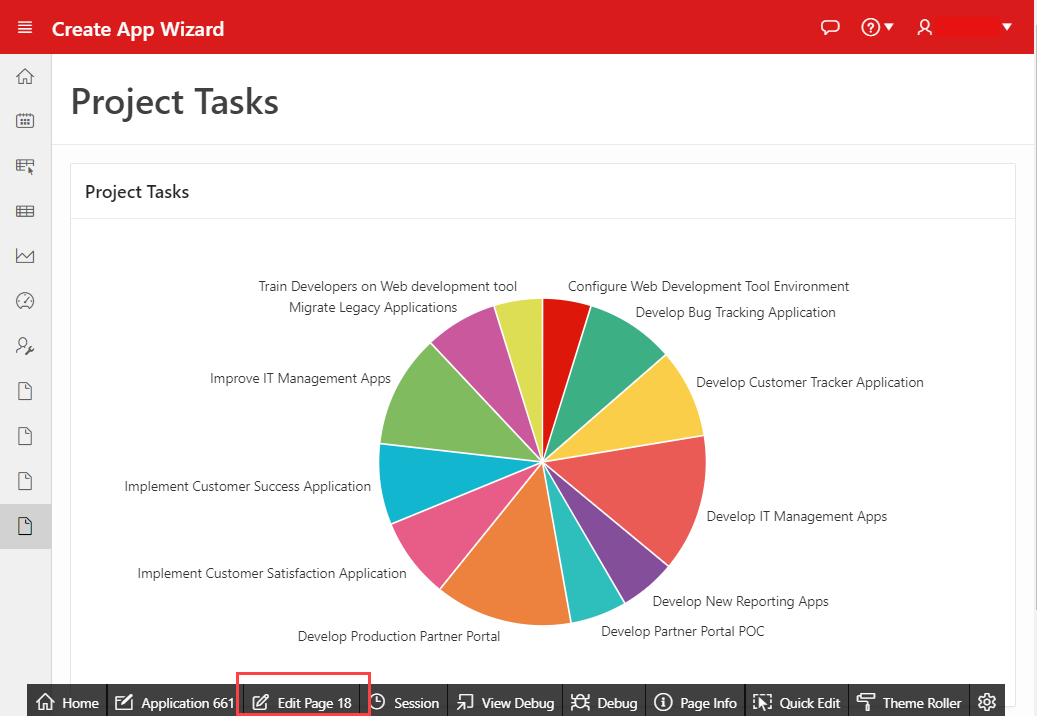 Create App Wizard
Project Tasks
Project Tasks
Train Developers on Web development tool
Configure Web Development Tool Environment
Migrate Legacy Applications
Develop Bug Tracking Application
Improve IT Management Apps
Develop Customer Tracker Application
Implement Customer Success Application
Develop IT Management Apps
Implement Customer Satisfaction Application
Develop New Reporting Apps
Develop Partner Portal POC
Develop Production Partner Portal
Home Application 661 Edit Page 18 Session View Debug Debug Page Info Quick Edit Theme Roller